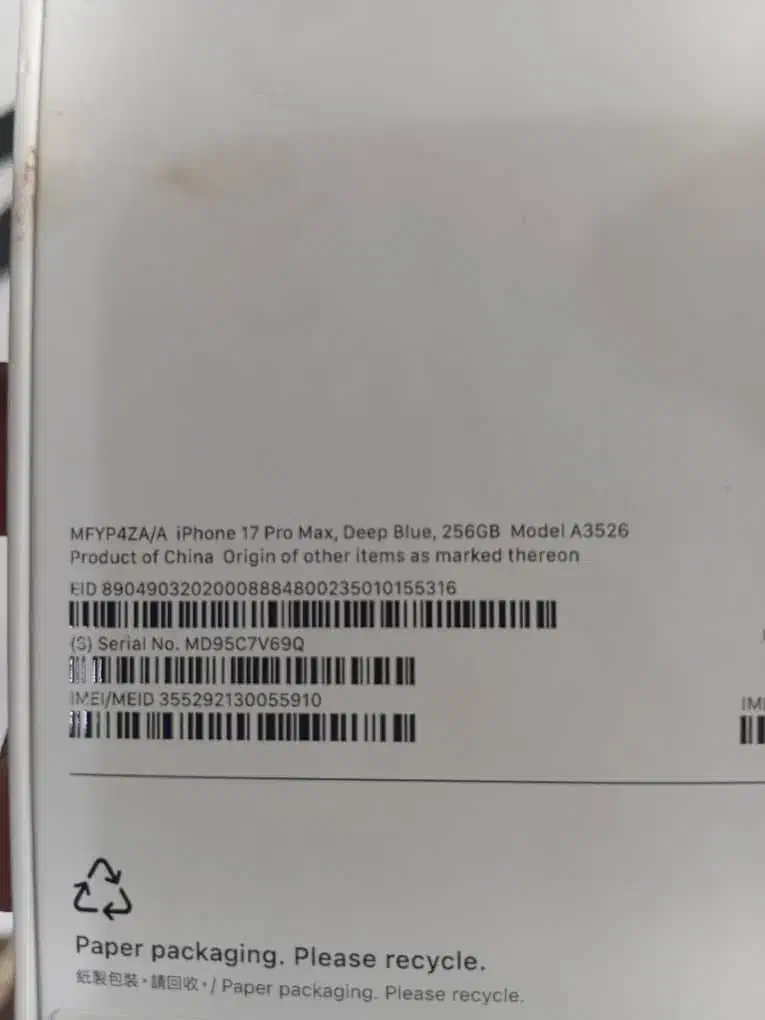 MFYP4ZA/A iPhone 17 Pro Max, Deep Blue, 256GB Model A3526
Product of China Origin of other items as marked thereon
EID 89049032020008884800235010155316
(S) Serial No. MD95C7V69Q
IMEI/MEID 355292130055910
IMI
Paper packaging. Please recycle.
紙製包裝，請回收。/ Paper packaging. Please recycle.